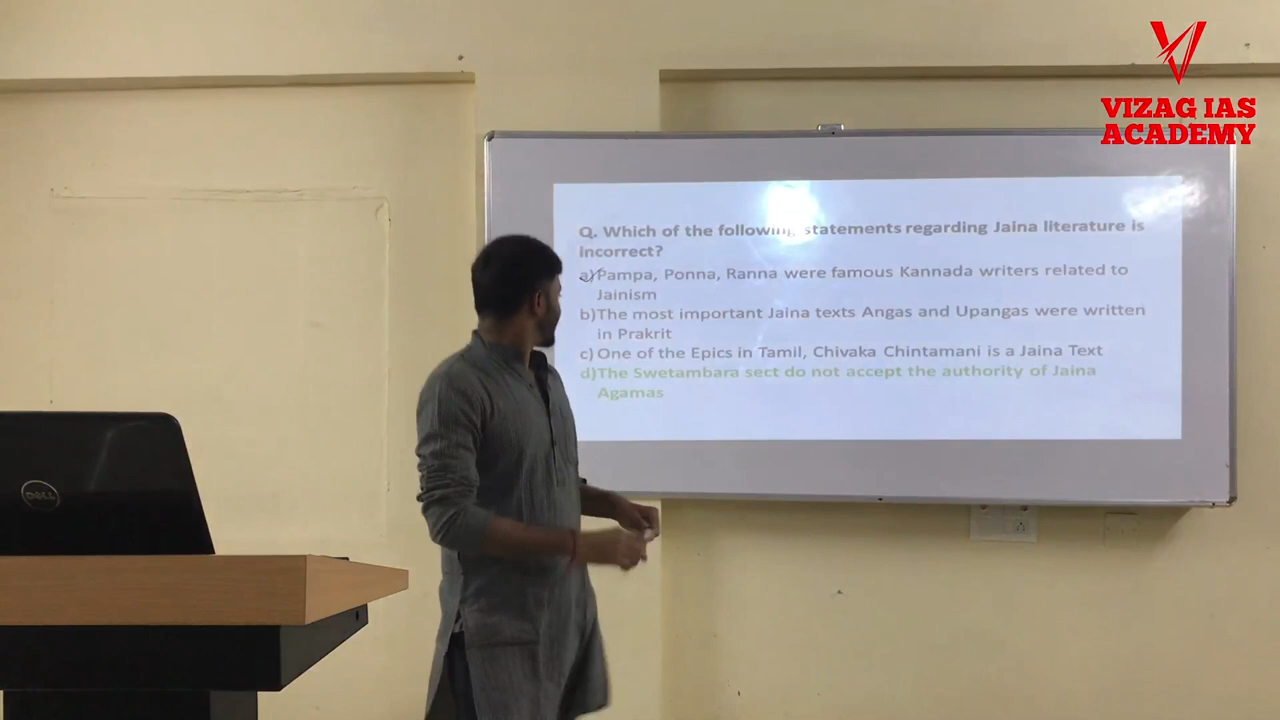 VIZAG IAS
ACADEMY
Q. Which of the following statements regarding Jaina literature is
incorrect?
a) Pampa, Ponna, Ranna were famous Kannada writers related to
Jainism
b) The most important Jaina texts Angas and Upangas were written
in Prakrit
c) One of the Epics in Tamil, Chivaka Chintamani is a Jaina Text
d) The Swetambara sect do not accept the authority of Jaina
Agamas
DELL